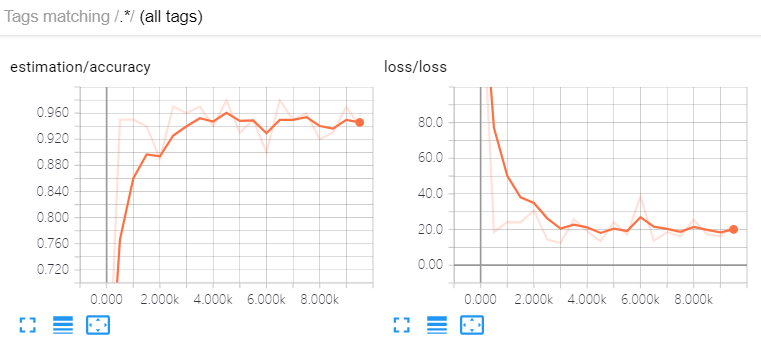 Tags matching /.*/ (all tags)
estimation/accuracy
0.960
0.920
0.880
0.840
0.800
0.760
0.720
0.000 2.000k 4.000k 6.000k 8.000k
loss/loss
80.0
60.0
40.0
20.0
0.00
0.000 2.000k 4.000k 6.000k 8.000k